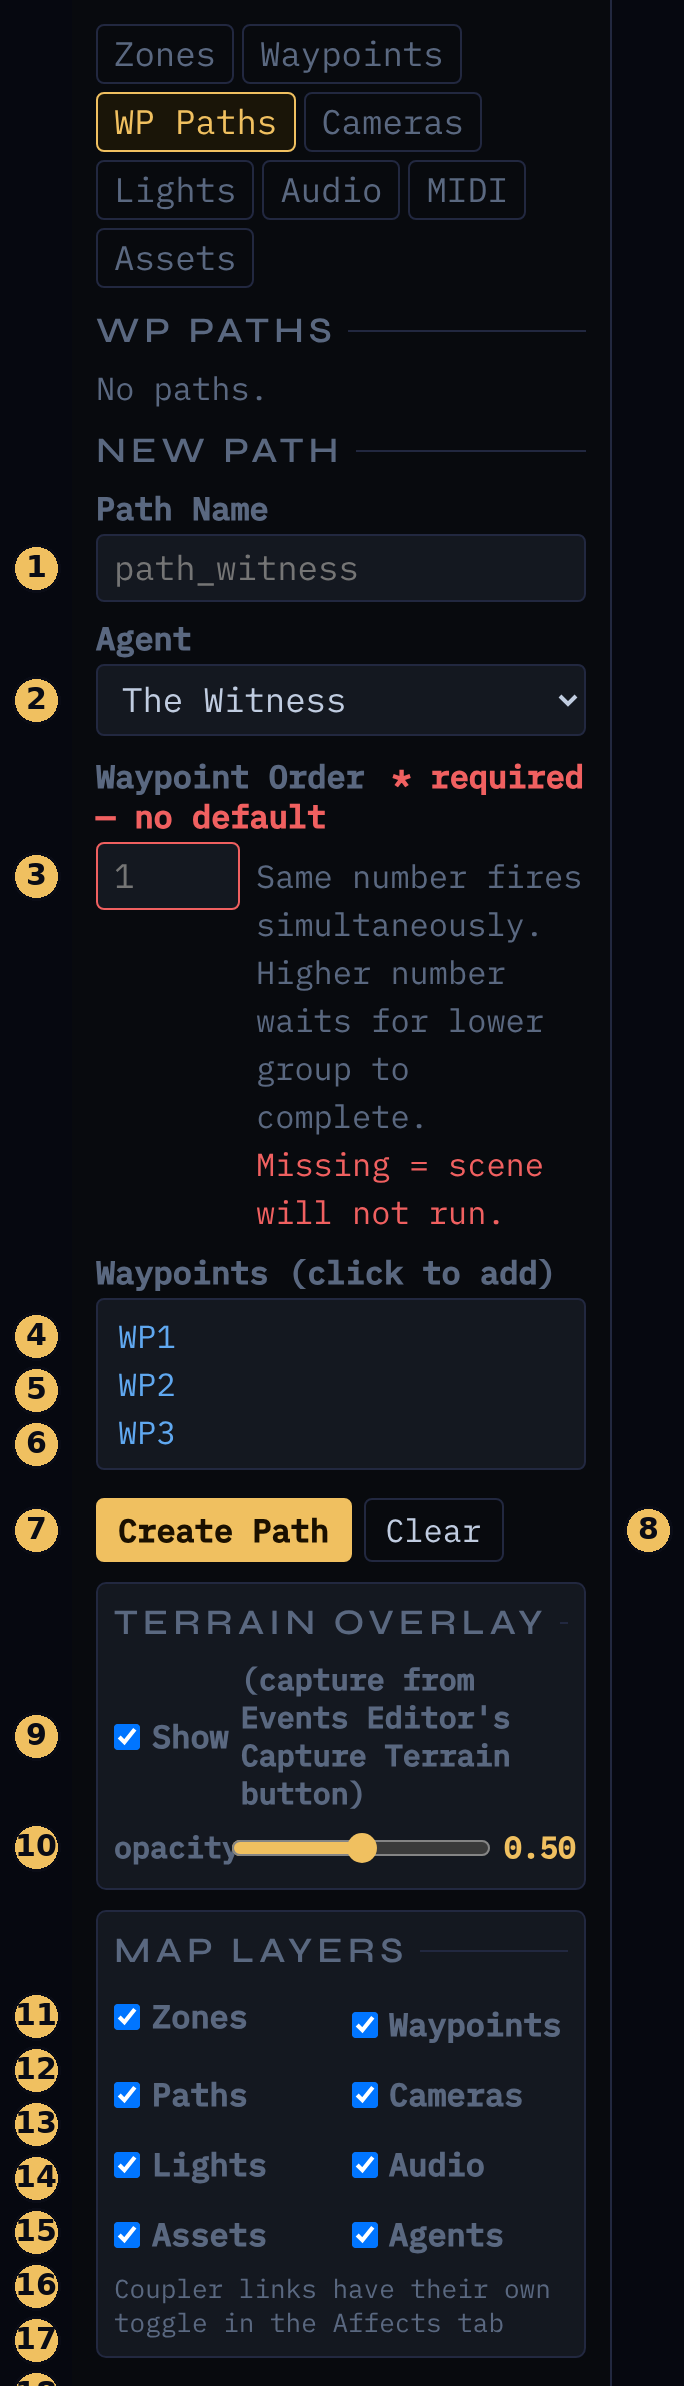 Zones Waypoints
WP Paths Cameras
Lights Audio MIDI
Assets
WP PATHS
No paths.
NEW PATH
Path Name
1 path_witness
Agent
2 The Witness
Waypoint Order * required
— no default
3 1 Same number fires
simultaneously.
Higher number
waits for lower
group to
complete.
Missing = scene
will not run.
Waypoints (click to add)
4 WP1
5 WP2
6 WP3
7 Create Path Clear 8
TERRAIN OVERLAY
(capture from
Events Editor's
9 Show Capture Terrain
button)
10 opacity 0.50
MAP LAYERS
11 Zones Waypoints
12
Paths Cameras
13
14 Lights Audio
15 Assets Agents
16 Coupler links have their own
toggle in the Affects tab
17